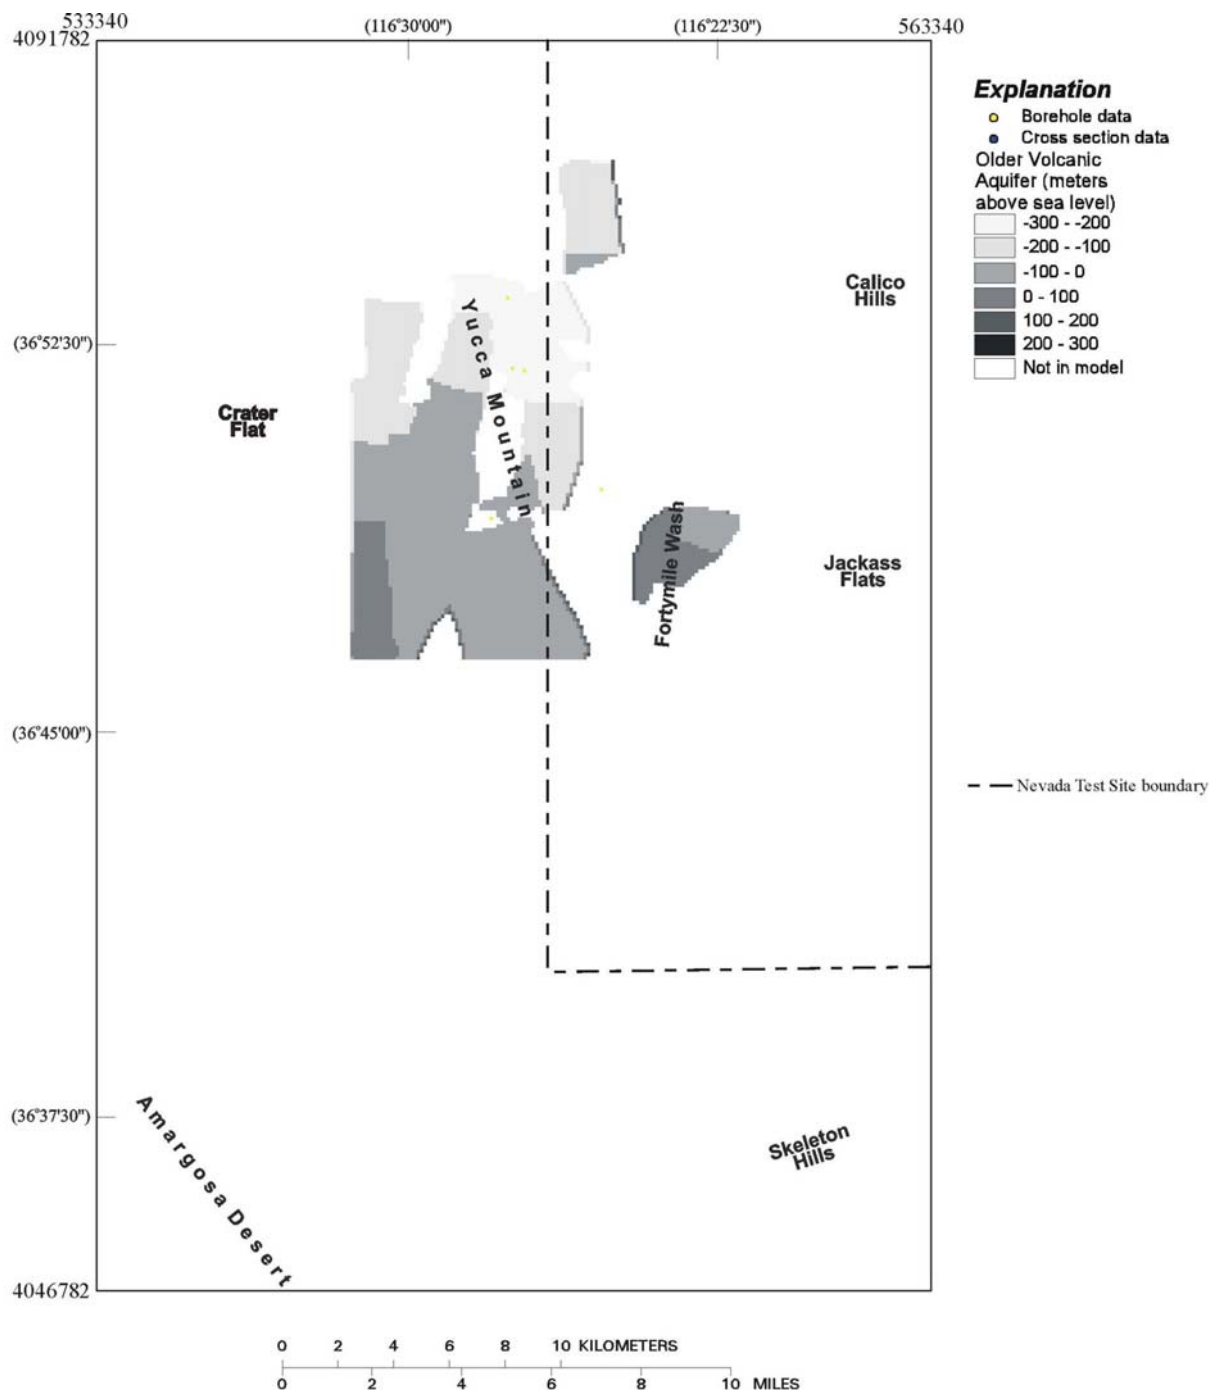 533340
(116°30'00")
(116°22'30")
563340
4091782
Explanation
Borehole data
Cross section data
Older Volcanic
Aquifer (meters
above sea level)
-300 - -200
-200 - -100
-100 - 0
0 - 100
100 - 200
200 - 300
Not in model
Calico
Hills
(36°52'30")
Yucca Mountain
Crater
Flat
Fortymile Wash
Jackass
Flats
(36°45'00")
Nevada Test Site boundary
(36°37'30")
Amargosa Desert
Skeleton
Hills
4046782
0 2 4 6 8 10 KILOMETERS
0 2 4 6 8 10 MILES